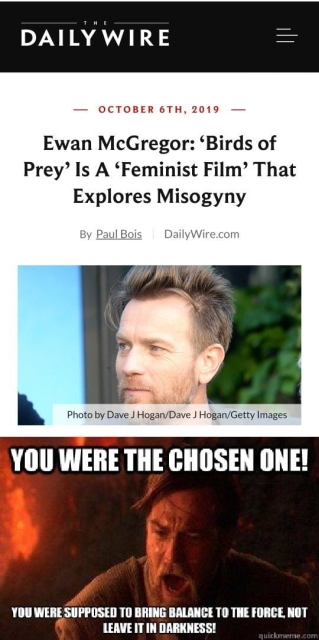 THE
DAILY WIRE
OCTOBER 6TH, 2019
Ewan McGregor: ‘Birds of
Prey’ Is A ‘Feminist Film’ That
Explores Misogyny
By Paul Bois DailyWire.com
Photo by Dave J Hogan/Dave J Hogan/Getty Images
YOU WERE THE CHOSEN ONE!
YOU WERE SUPPOSED TO BRING BALANCE TO THE FORCE, NOT
LEAVE IT IN DARKNESS!
quickmeme.com